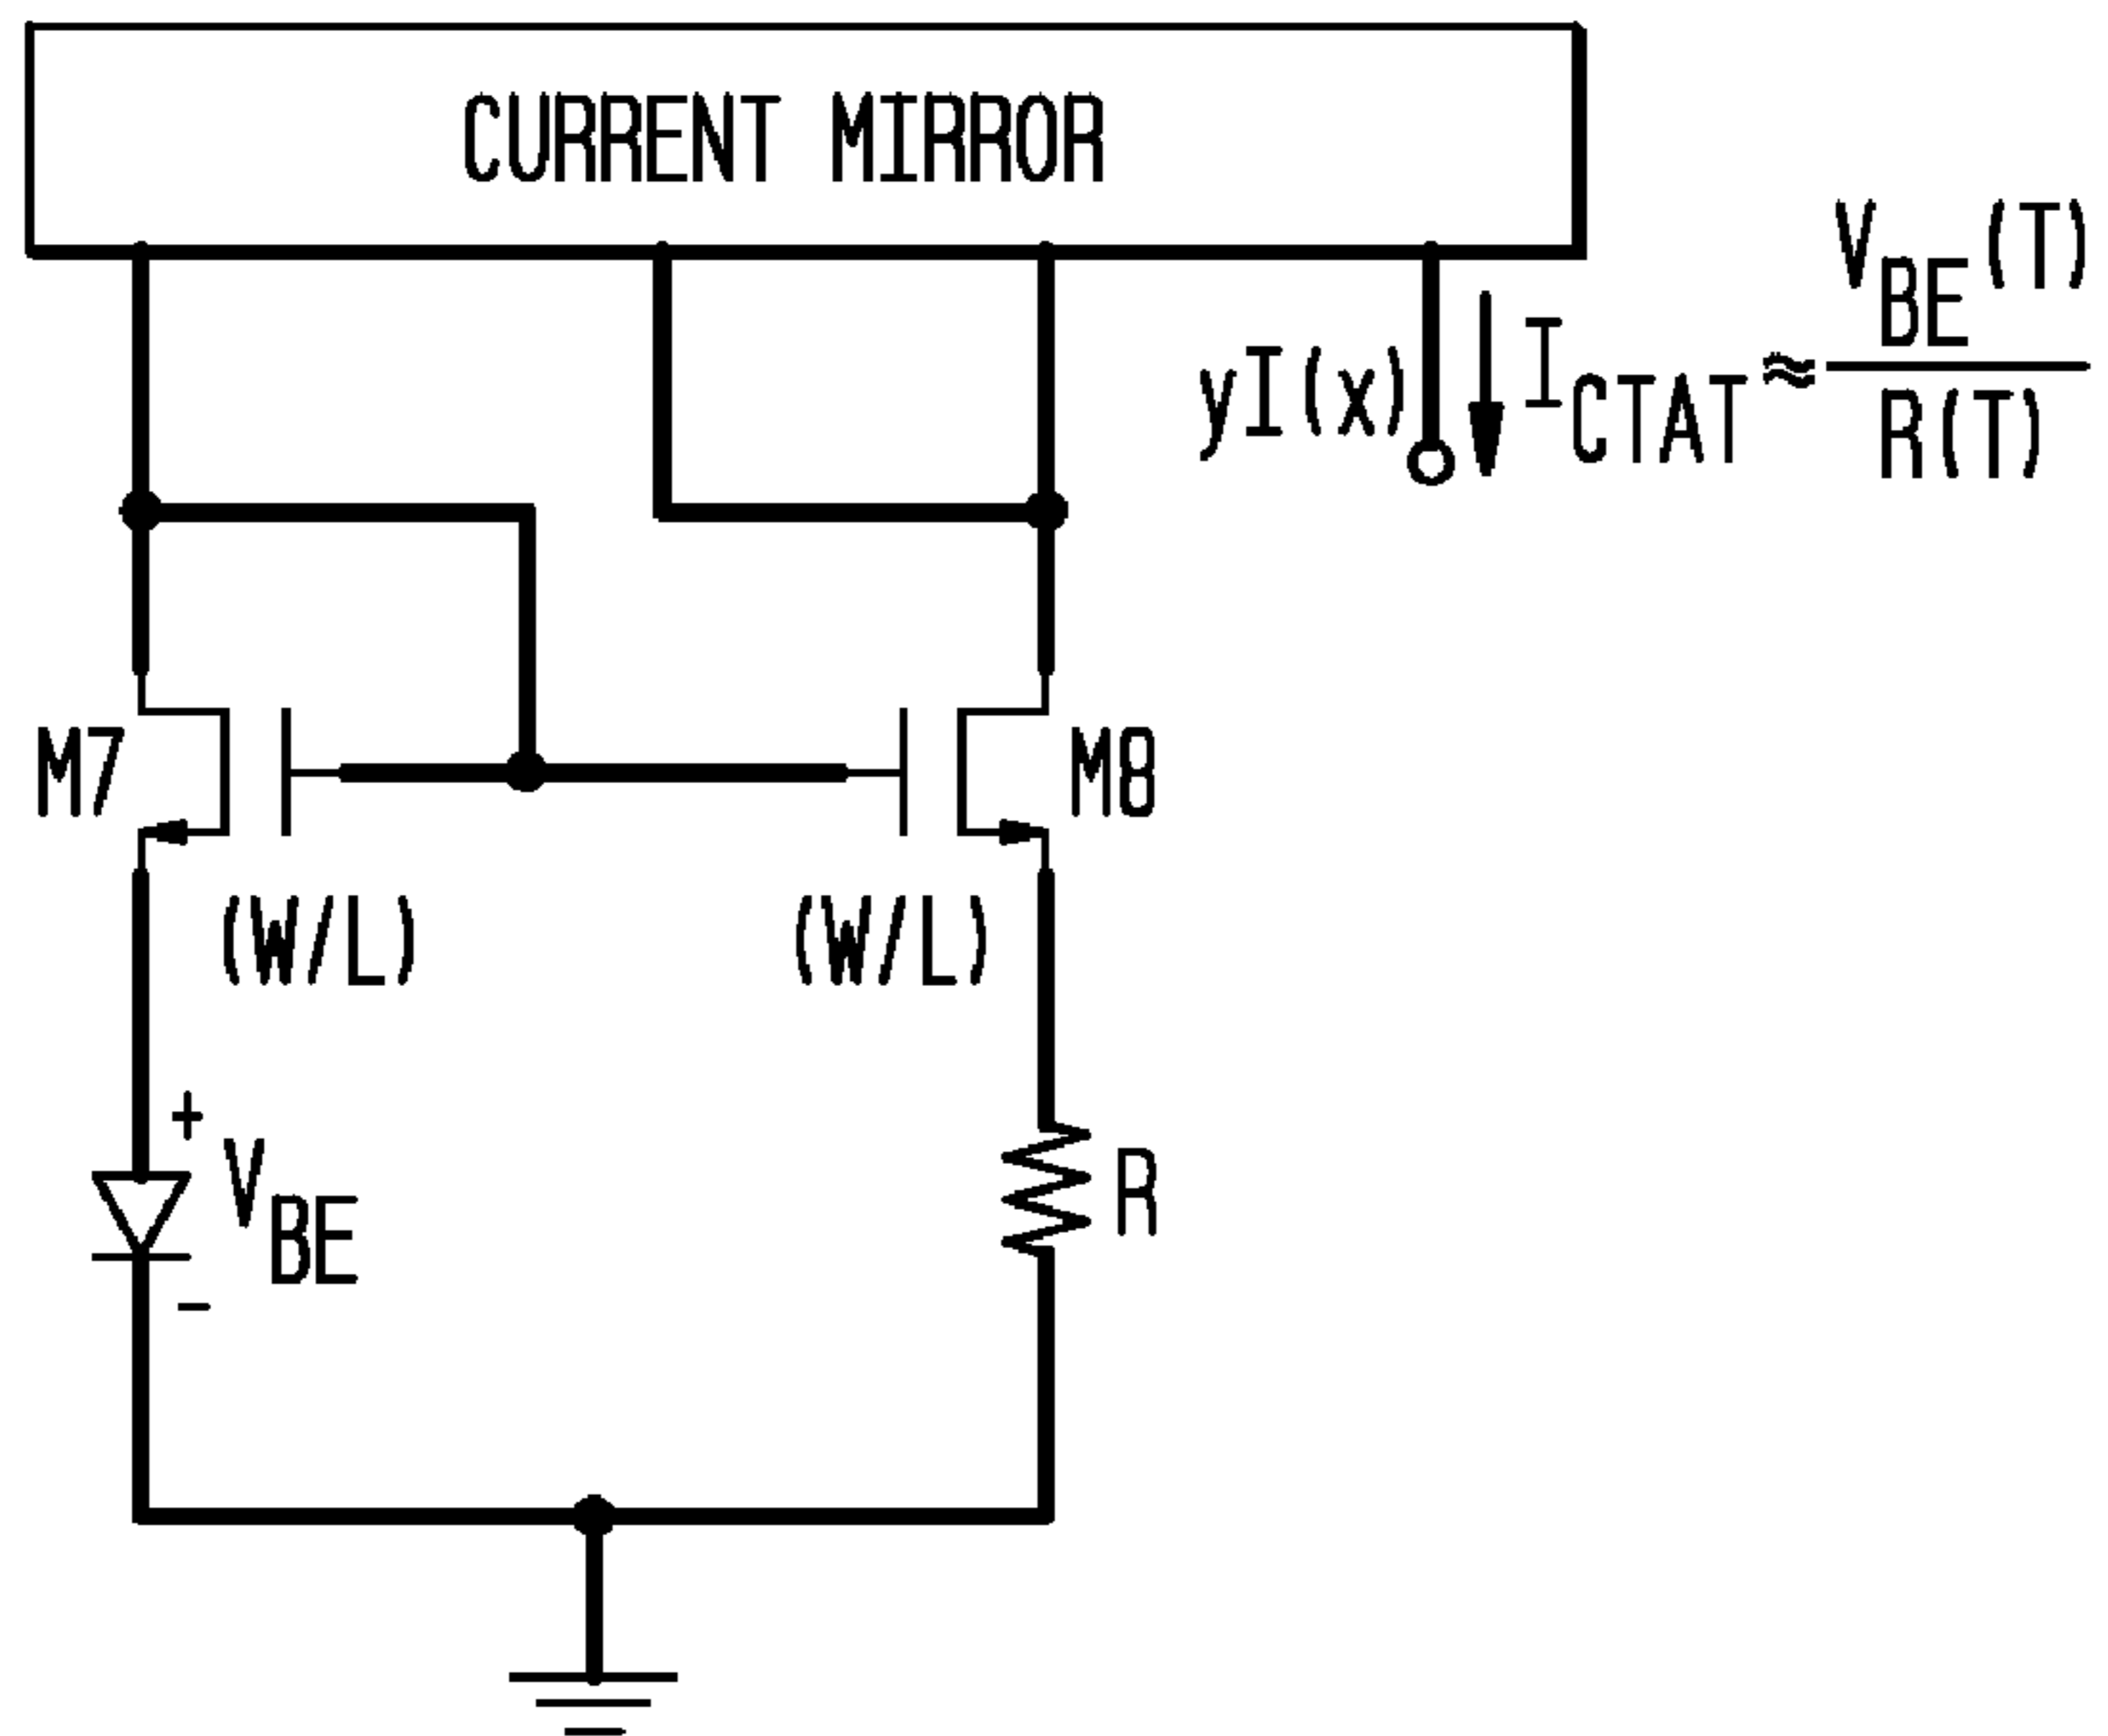 CURRENT MIRROR
yI(x)
I_CTAT ≈ V_BE(T) / R(T)
M7
M8
(W/L)
(W/L)
+
V_BE
-
R